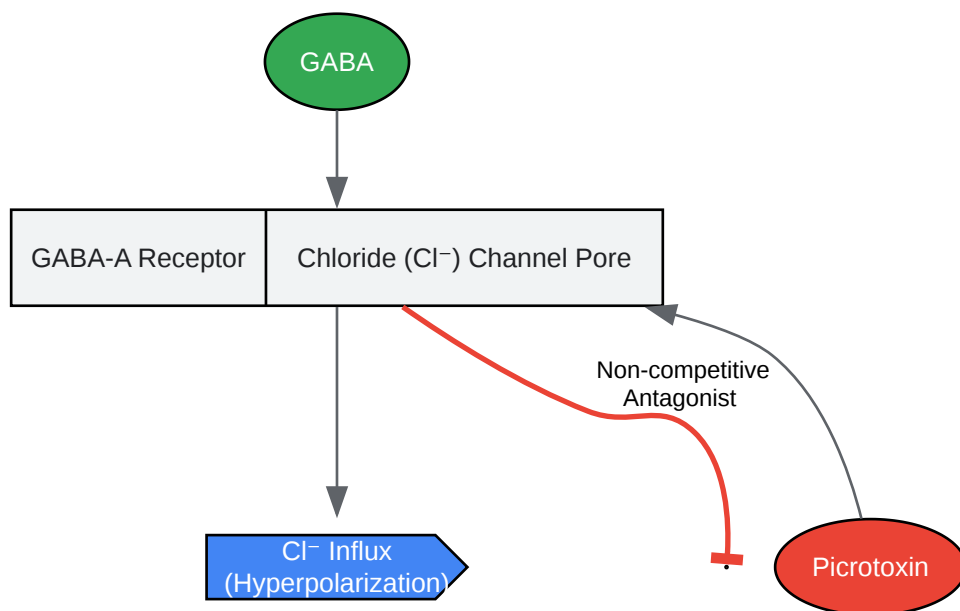 GABA
GABA-A Receptor
Chloride (Cl⁻) Channel Pore
Non-competitive
Antagonist
Cl⁻ Influx
(Hyperpolarization)
Picrotoxin